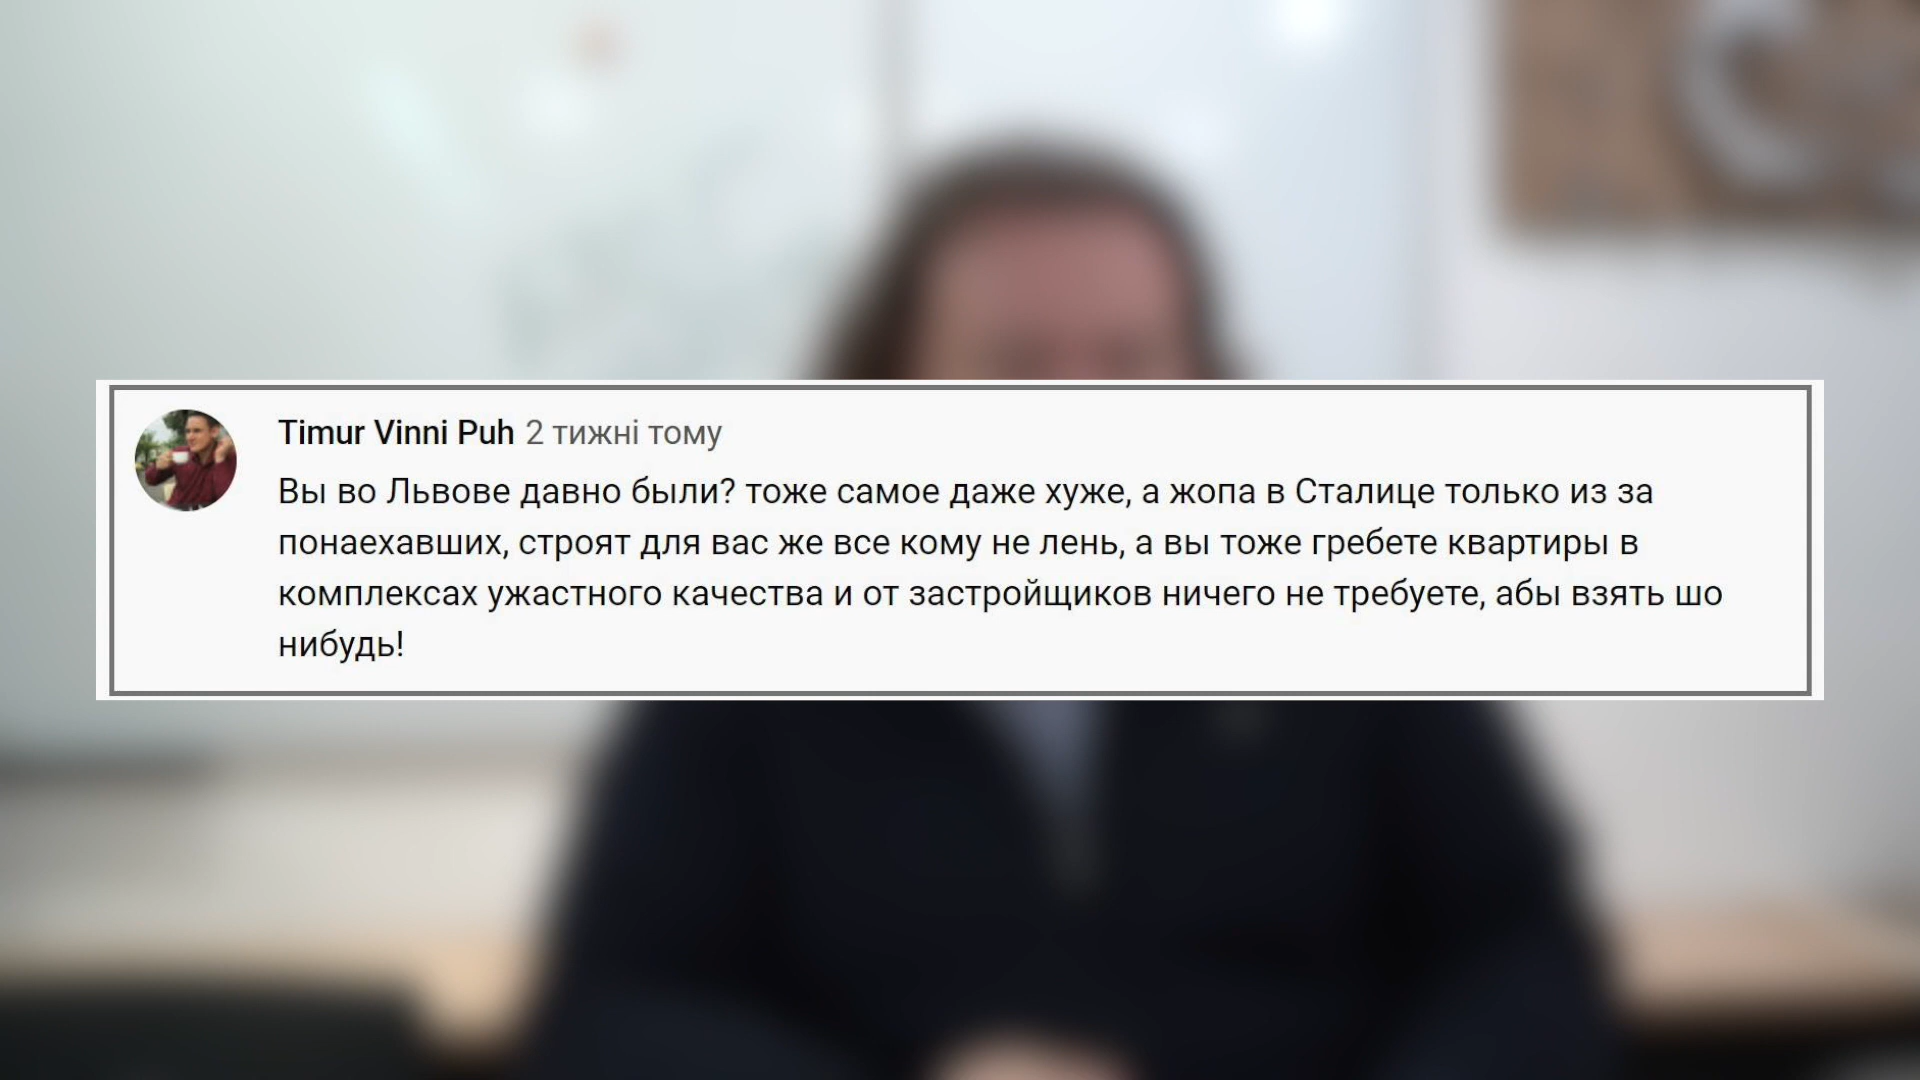 Timur Vinni Puh 2 тижні тому
Вы во Львове давно были? тоже самое даже хуже, а жопа в Сталице только из за
понаехавших, строят для вас же все кому не лень, а вы тоже гребете квартиры в
комплексах ужастного качества и от застройщиков ничего не требуете, абы взять шо
нибудь!